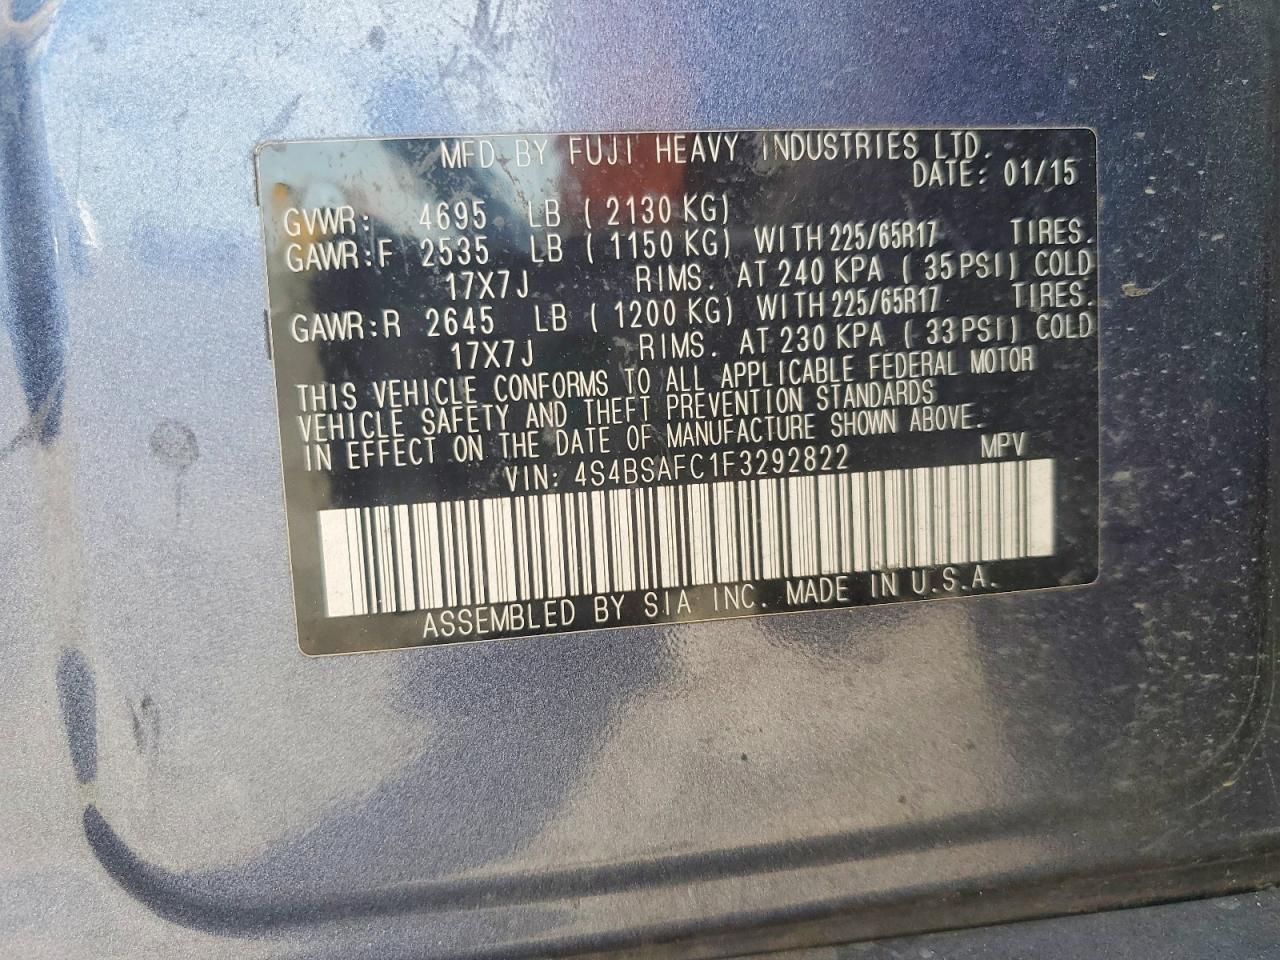 MFD. BY FUJI HEAVY INDUSTRIES LTD.
DATE: 01/15
GVWR: 4695 LB ( 2130 KG)
GAWR:F 2535 LB ( 1150 KG) WITH 225/65R17 TIRES.
17X7J RIMS. AT 240 KPA ( 35 PSI) COLD
GAWR:R 2645 LB ( 1200 KG) WITH 225/65R17 TIRES.
17X7J RIMS. AT 230 KPA ( 33 PSI) COLD
THIS VEHICLE CONFORMS TO ALL APPLICABLE FEDERAL MOTOR
VEHICLE SAFETY AND THEFT PREVENTION STANDARDS
IN EFFECT ON THE DATE OF MANUFACTURE SHOWN ABOVE.
VIN: 4S4BSAFC1F3292822 MPV
ASSEMBLED BY SIA INC. MADE IN U.S.A.